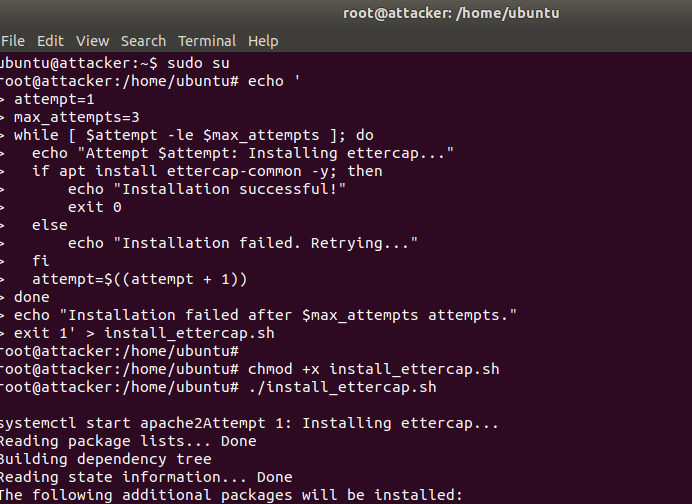 root@attacker: /home/ubuntu
File Edit View Search Terminal Help
ubuntu@attacker:~$ sudo su
root@attacker:/home/ubuntu# echo '
> attempt=1
> max_attempts=3
> while [ $attempt -le $max_attempts ]; do
>   echo "Attempt $attempt: Installing ettercap..."
>   if apt install ettercap-common -y; then
>       echo "Installation successful!"
>       exit 0
>   else
>       echo "Installation failed. Retrying..."
>   fi
>   attempt=$((attempt + 1))
> done
> echo "Installation failed after $max_attempts attempts."
> exit 1' > install_ettercap.sh
root@attacker:/home/ubuntu#
root@attacker:/home/ubuntu# chmod +x install_ettercap.sh
root@attacker:/home/ubuntu# ./install_ettercap.sh
systemctl start apache2Attempt 1: Installing ettercap...
Reading package lists... Done
Building dependency tree
Reading state information... Done
The following additional packages will be installed: